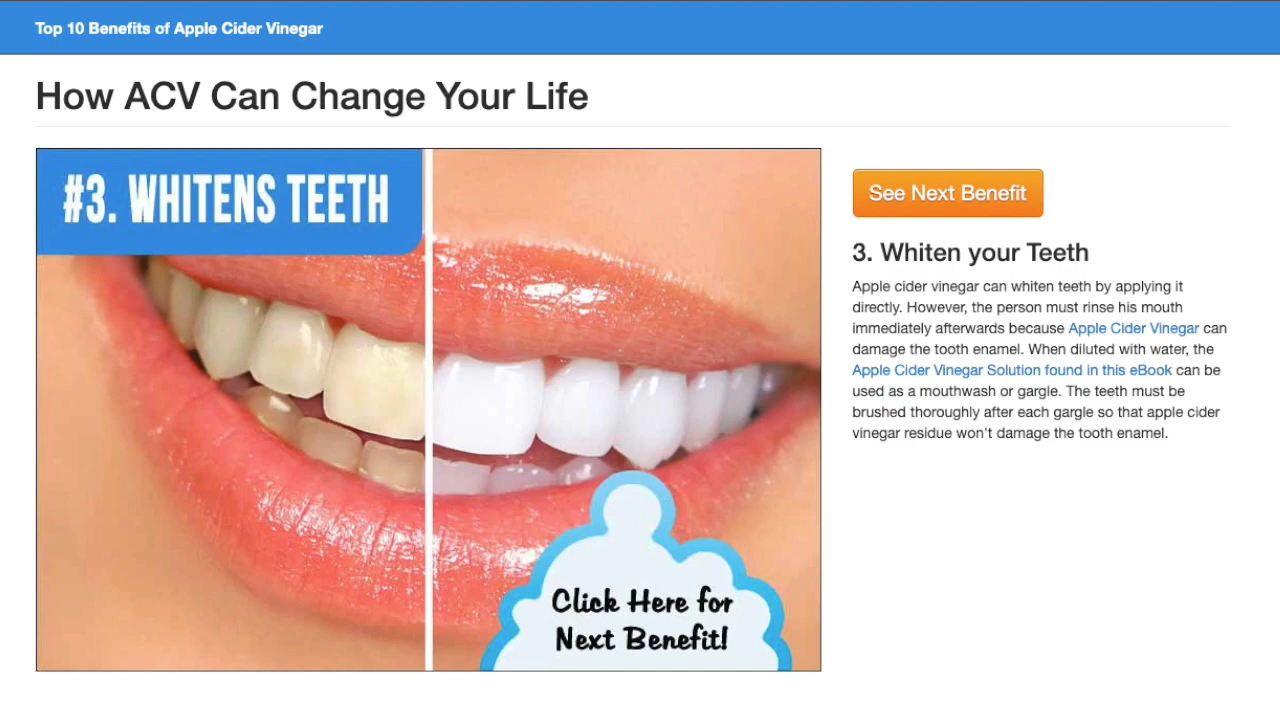 Top 10 Benefits of Apple Cider Vinegar
How ACV Can Change Your Life
#3. WHITENS TEETH
Click Here for
Next Benefit!
See Next Benefit
3. Whiten your Teeth
Apple cider vinegar can whiten teeth by applying it
directly. However, the person must rinse his mouth
immediately afterwards because Apple Cider Vinegar can
damage the tooth enamel. When diluted with water, the
Apple Cider Vinegar Solution found in this eBook can be
used as a mouthwash or gargle. The teeth must be
brushed thoroughly after each gargle so that apple cider
vinegar residue won't damage the tooth enamel.